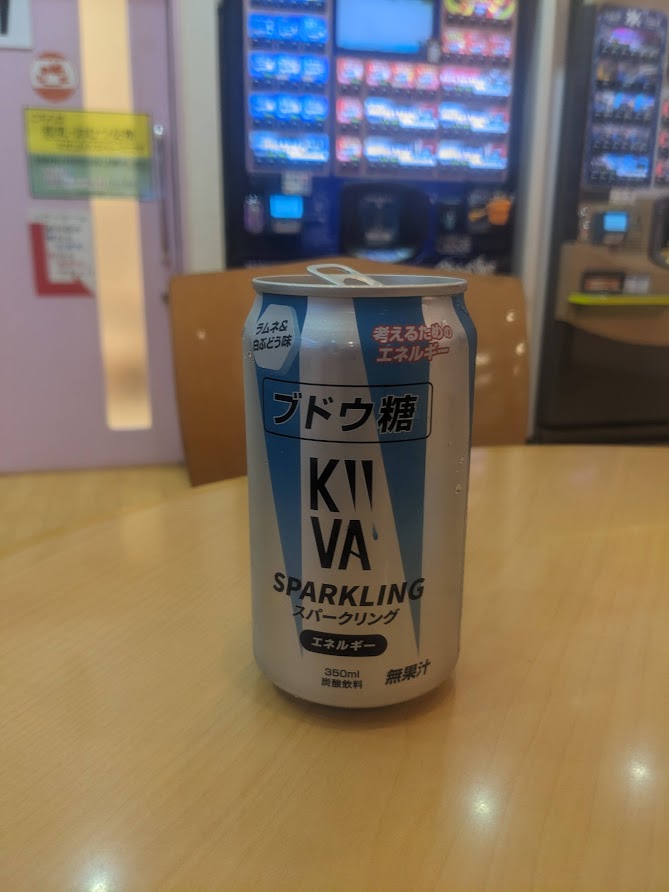 ラムネ&
白ぶどう味
考えるための
エネルギー
ブドウ糖
KII
VA
SPARKLING
スパークリング
エネルギー
350ml
炭酸飲料
無果汁